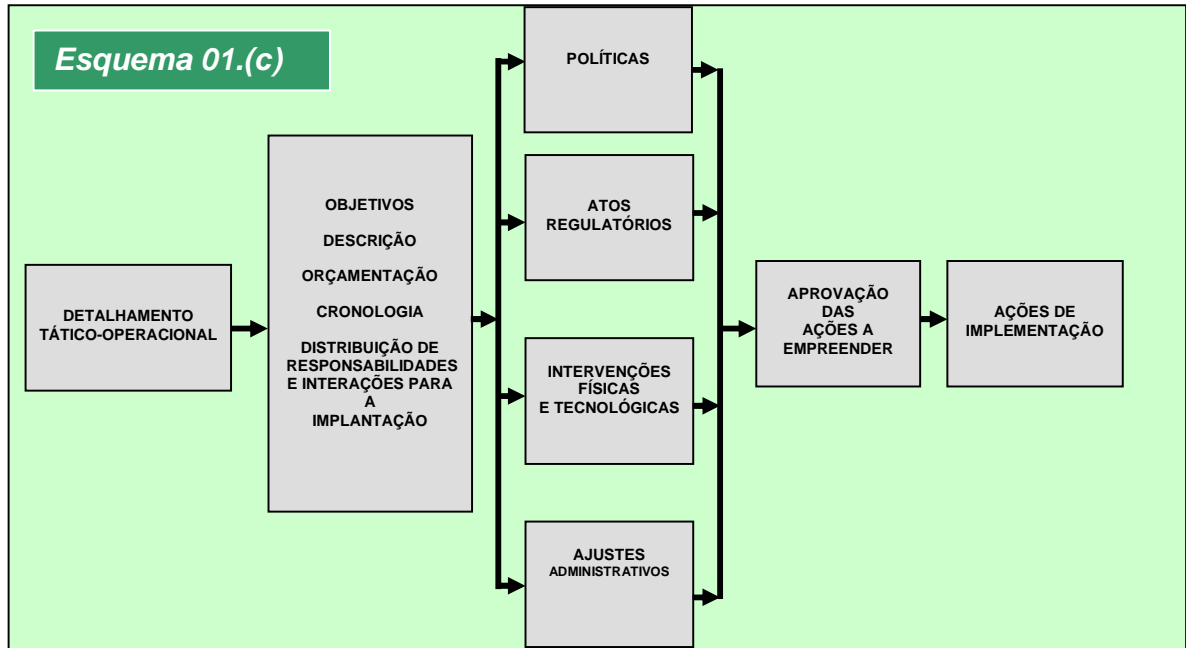 Esquema 01.(c)
DETALHAMENTO
TÁTICO-OPERACIONAL
OBJETIVOS
DESCRIÇÃO
ORÇAMENTAÇÃO
CRONOLOGIA
DISTRIBUIÇÃO DE
RESPONSABILIDADES
E INTERAÇÕES PARA
A
IMPLANTAÇÃO
POLÍTICAS
ATOS
REGULATÓRIOS
INTERVENÇÕES
FÍSICAS
E TECNOLÓGICAS
AJUSTES
ADMINISTRATIVOS
APROVAÇÃO
DAS
AÇÕES A
EMPREENDER
AÇÕES DE
IMPLEMENTAÇÃO